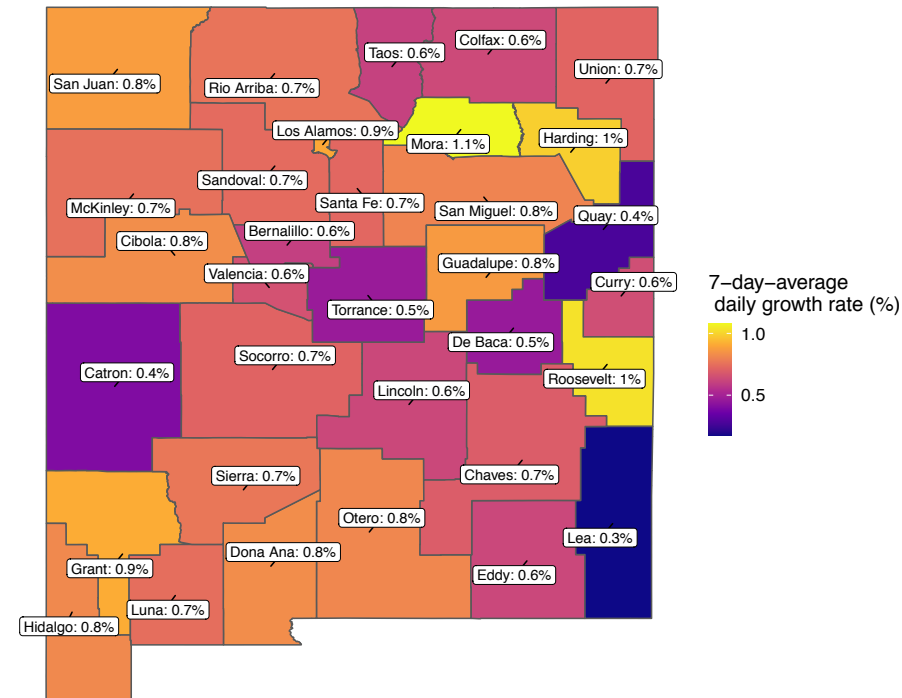 Colfax: 0.6%
Taos: 0.6%
Union: 0.7%
San Juan: 0.8%
Rio Arriba: 0.7%
Los Alamos: 0.9%
Mora: 1.1%
Harding: 1%
Sandoval: 0.7%
Santa Fe: 0.7%
McKinley: 0.7%
San Miguel: 0.8%
Quay: 0.4%
Bernalillo: 0.6%
Cibola: 0.8%
Guadalupe: 0.8%
Valencia: 0.6%
Curry: 0.6%
7−day−average
daily growth rate (%)
Torrance: 0.5%
1.0
De Baca: 0.5%
Socorro: 0.7%
Catron: 0.4%
Roosevelt: 1%
Lincoln: 0.6%
0.5
Sierra: 0.7%
Chaves: 0.7%
Otero: 0.8%
Lea: 0.3%
Dona Ana: 0.8%
Grant: 0.9%
Eddy: 0.6%
Luna: 0.7%
Hidalgo: 0.8%